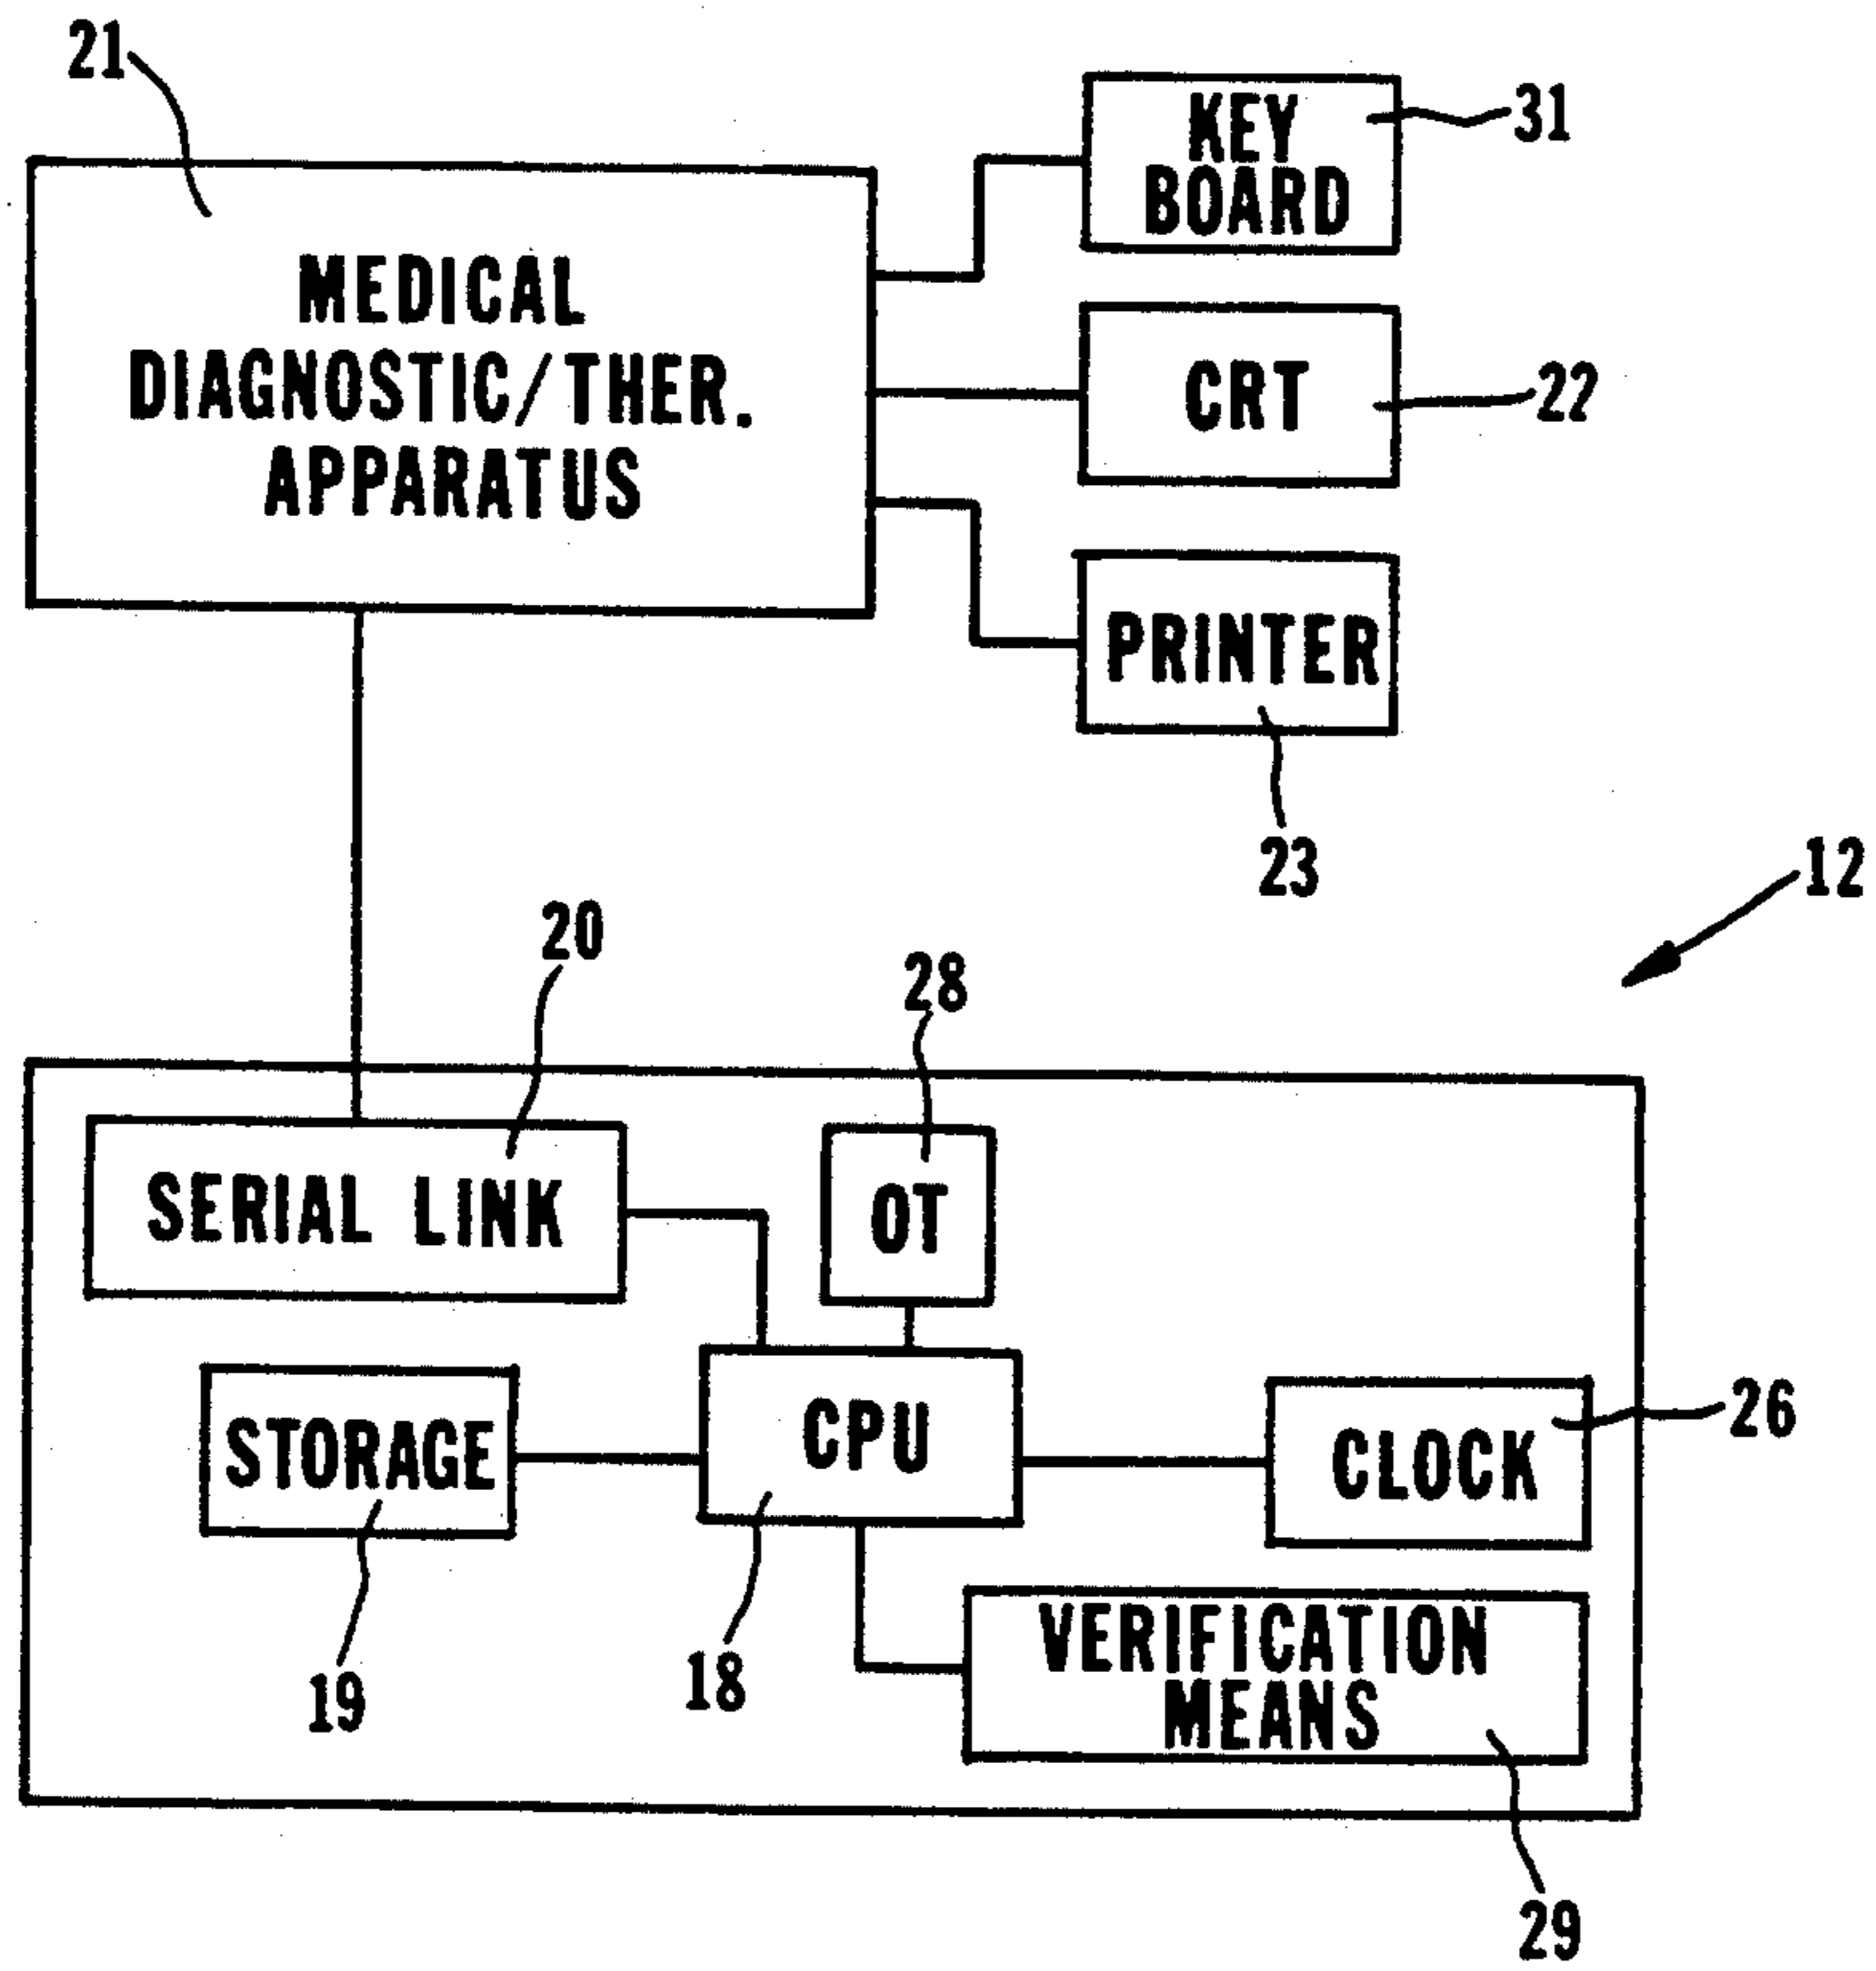 21
KEY
BOARD
31
MEDICAL
DIAGNOSTIC/THER.
APPARATUS
CRT
22
PRINTER
23
12
20
28
SERIAL LINK
OT
STORAGE
CPU
CLOCK
26
19
18
VERIFICATION
MEANS
29